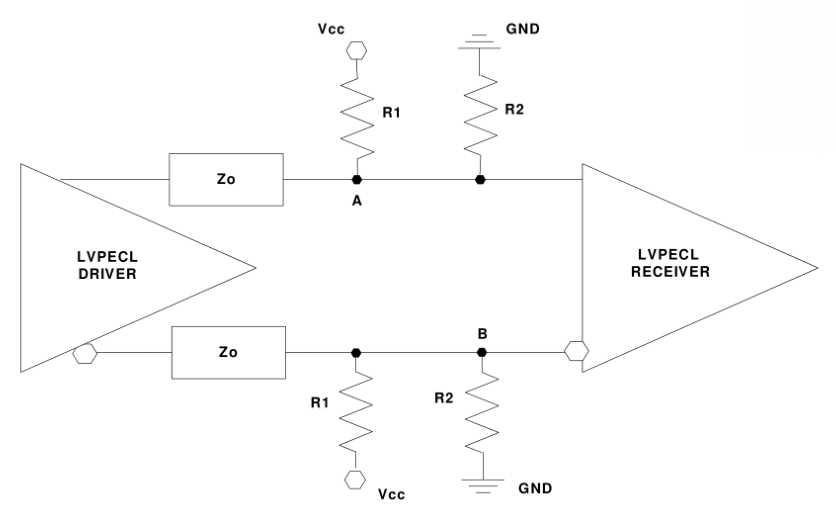 Vcc
GND
R1
R2
Zo
A
LVPECL
DRIVER
LVPECL
RECEIVER
B
Zo
R1
R2
Vcc
GND